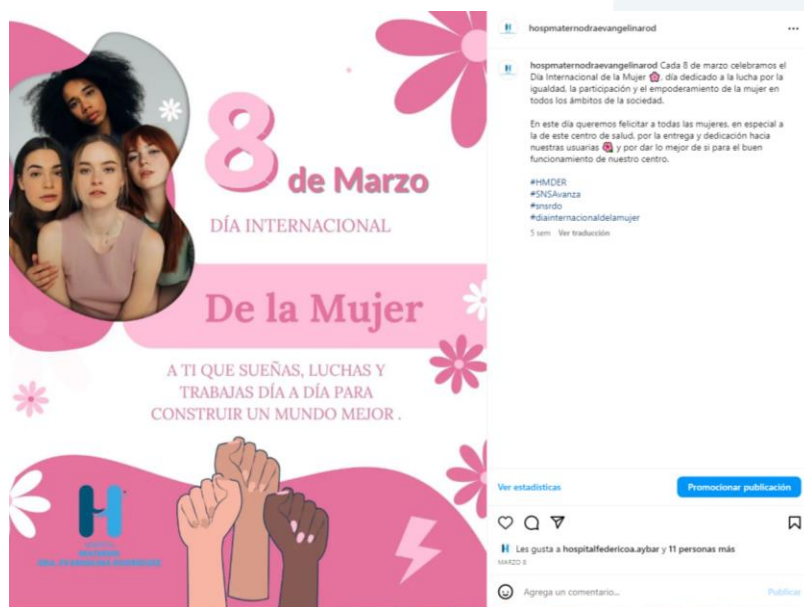 8
de Marzo
DÍA INTERNACIONAL
De la Mujer
A TI QUE SUEÑAS, LUCHAS Y
TRABAJAS DÍA A DÍA PARA
CONSTRUIR UN MUNDO MEJOR .
hospmaternodraevangelinarod
hospmaternodraevangelinarod Cada 8 de marzo celebramos el
Día Internacional de la Mujer 🌸, día dedicado a la lucha por la
igualdad, la participación y el empoderamiento de la mujer en
todos los ámbitos de la sociedad.
En este día queremos felicitar a todas las mujeres, en especial a
la de este centro de salud, por la entrega y dedicación hacia
nuestras usuarias 🌺 y por dar lo mejor de si para el buen
funcionamiento de nuestro centro.
#HMDER
#SNSAvanza
#snsrdo
#diainternacionaldelamujer
5 sem Ver traducción
Ver estadísticas
Promocionar publicación
Les gusta a hospitalfedericoa.aybar y 11 personas más
MARZO 8
Agrega un comentario...
Publicar